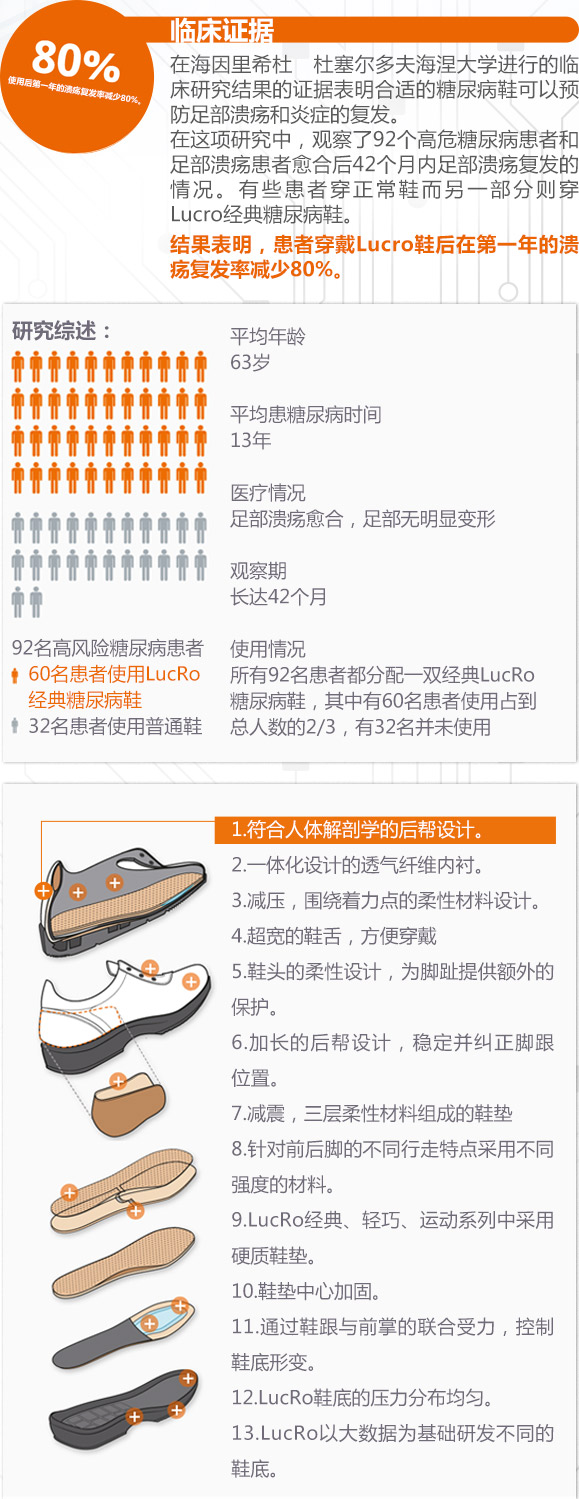 80%
使用后第一年的溃疡复发率减少80%。
临床证据
在海因里希杜 杜塞尔多夫海涅大学进行的临
床研究结果的证据表明合适的糖尿病鞋可以预
防足部溃疡和炎症的复发。
在这项研究中，观察了92个高危糖尿病患者和
足部溃疡患者愈合后42个月内足部溃疡复发的
情况。有些患者穿正常鞋而另一部分则穿
Lucro经典糖尿病鞋。
结果表明，患者穿戴Lucro鞋后在第一年的溃
疡复发率减少80%。
研究综述：
92名高风险糖尿病患者
60名患者使用LucRo
经典糖尿病鞋
32名患者使用普通鞋
平均年龄
63岁
平均患糖尿病时间
13年
医疗情况
足部溃疡愈合，足部无明显变形
观察期
长达42个月
使用情况
所有92名患者都分配一双经典LucRo
糖尿病鞋，其中有60名患者使用占到
总人数的2/3，有32名并未使用
1.符合人体解剖学的后帮设计。
2.一体化设计的透气纤维内衬。
3.减压，围绕着力点的柔性材料设计。
4.超宽的鞋舌，方便穿戴
5.鞋头的柔性设计，为脚趾提供额外的
保护。
6.加长的后帮设计，稳定并纠正脚跟
位置。
7.减震，三层柔性材料组成的鞋垫
8.针对前后脚的不同行走特点采用不同
强度的材料。
9.LucRo经典、轻巧、运动系列中采用
硬质鞋垫。
10.鞋垫中心加固。
11.通过鞋跟与前掌的联合受力，控制
鞋底形变。
12.LucRo鞋底的压力分布均匀。
13.LucRo以大数据为基础研发不同的
鞋底。